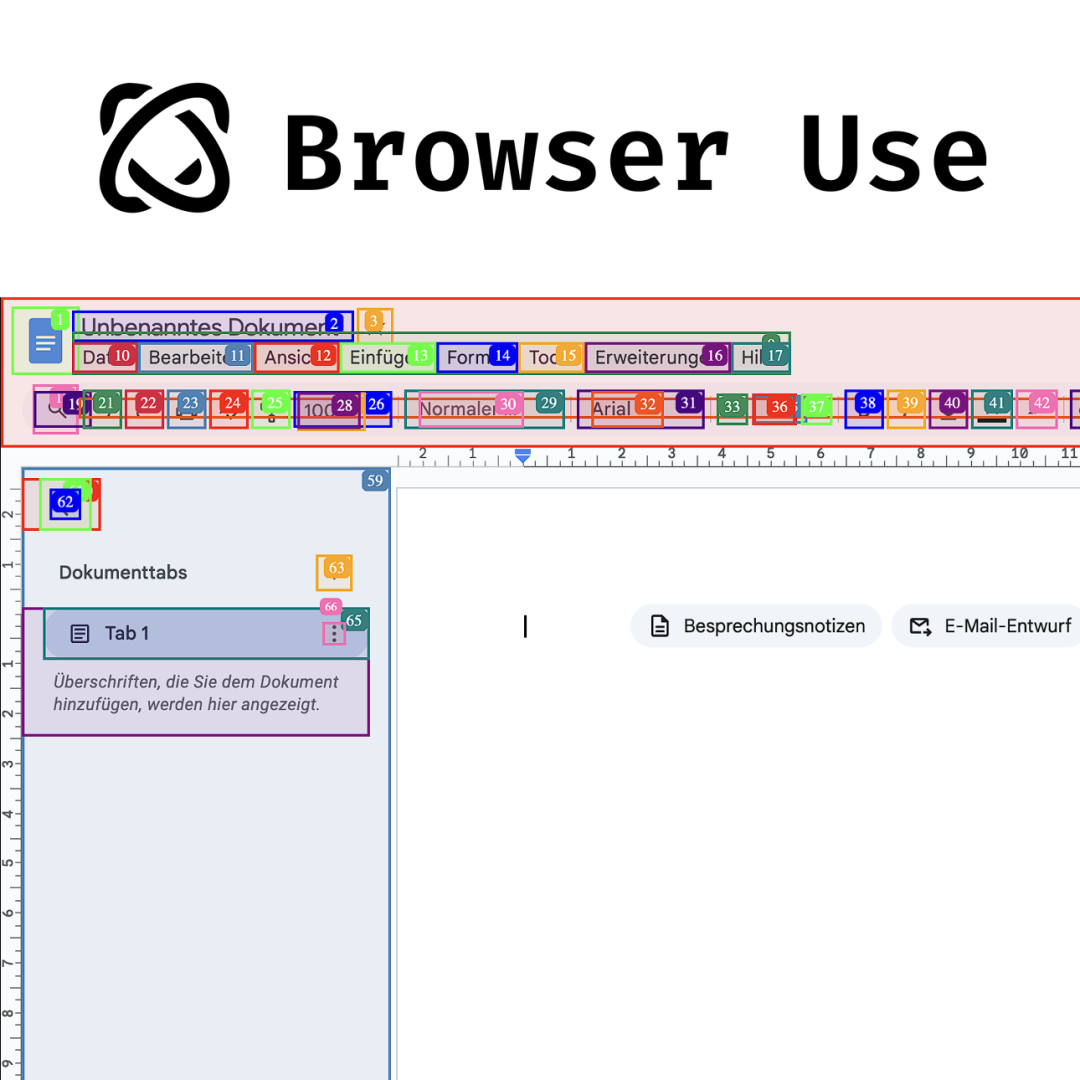 Browser Use
1
Unbenanntes Dokument 2 3
10 Bearbeit 11 Ansic 12 Einfüge 13 Form 14 15 Erweiterunge 16 Hil 17
19 21 22 23 24 25 100 28 26 Normaler 30 29 Arial 32 31 33 36 37 38 39 40 41 42
2 1 1 2 3 4 5 6 7 8 9 10 11
59
62
2
1
Dokumenttabs 63
66
Tab 1 65
Besprechungsnotizen E-Mail-Entwurf
1
Überschriften, die Sie dem Dokument
hinzufügen, werden hier angezeigt.
2
3
4
5
6
7
8
9